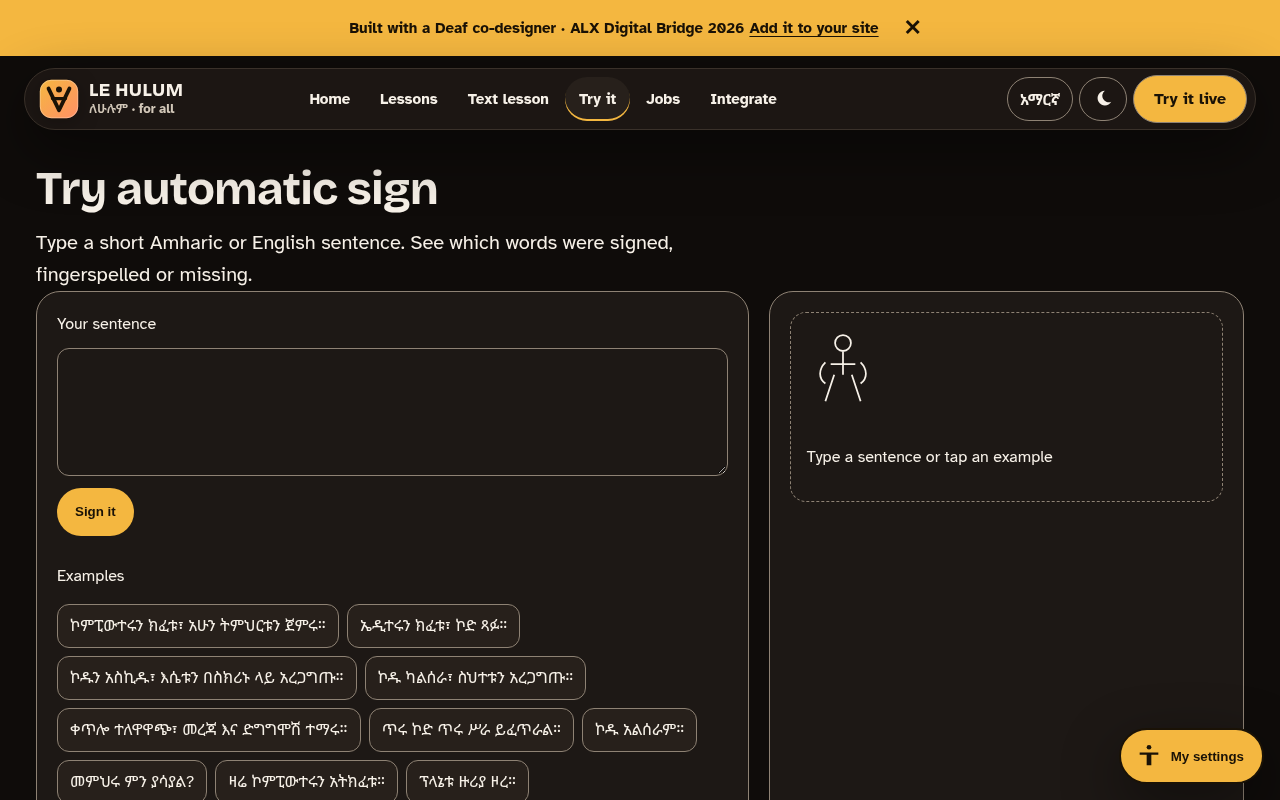 Built with a Deaf co-designer · ALX Digital Bridge 2026 Add it to your site ✕
LE HULUM
ለሁሉም · for all
Home Lessons Text lesson Try it Jobs Integrate
አማርኛ
Try it live
Try automatic sign
Type a short Amharic or English sentence. See which words were signed,
fingerspelled or missing.
Your sentence
Sign it
Type a sentence or tap an example
Examples
ኮምፒውተሩን ክፈቱ፣ አሁን ትምህርቱን ጀምሩ። ኤዲተሩን ክፈቱ፣ ኮድ ጻፉ።
ኮዱን አስኪዱ፣ እሴቱን በስክሪኑ ላይ አረጋግጡ። ኮዱ ካልሰራ፣ ስህተቱን አረጋግጡ።
ቀጥሎ ተለዋዋጭ፣ መረጃ እና ድግግሞሽ ተማሩ። ጥሩ ኮድ ጥሩ ሥራ ይፈጥራል። ኮዱ አልሰራም።
መምህሩ ምን ያሳያል? ዛሬ ኮምፒውተሩን አትክፈቱ። ፕላኔቱ ዙሪያ ዞረ።
My settings